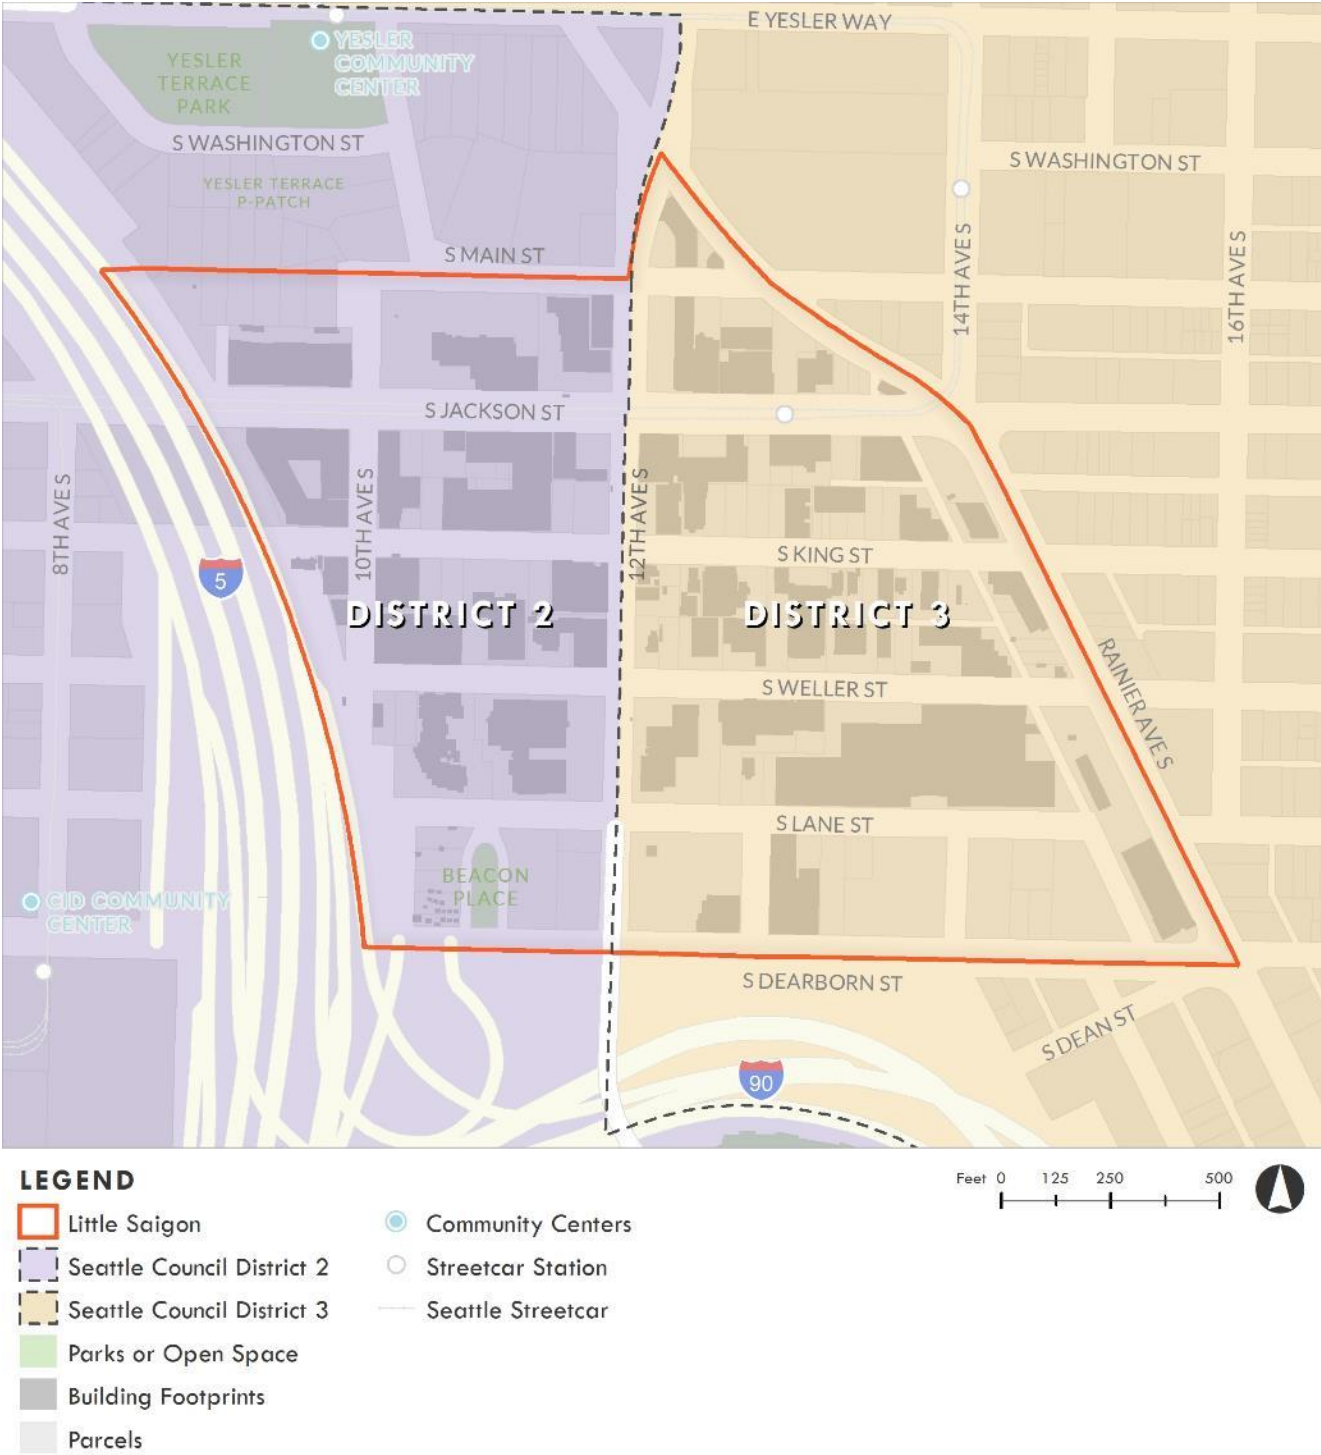 E YESLER WAY
YESLER
COMMUNITY
CENTER
YESLER
TERRACE
PARK
S WASHINGTON ST
S WASHINGTON ST
YESLER TERRACE
P-PATCH
S MAIN ST
14TH AVE S
16TH AVE S
S JACKSON ST
8TH AVE S
10TH AVE S
12TH AVE S
S KING ST
5
DISTRICT 2
DISTRICT 3
RAINIER AVE S
S WELLER ST
S LANE ST
BEACON
PLACE
CID COMMUNITY
CENTER
S DEARBORN ST
S DEAN ST
90
LEGEND
Little Saigon
Seattle Council District 2
Seattle Council District 3
Parks or Open Space
Building Footprints
Parcels
Community Centers
Streetcar Station
Seattle Streetcar
Feet 0 125 250 500